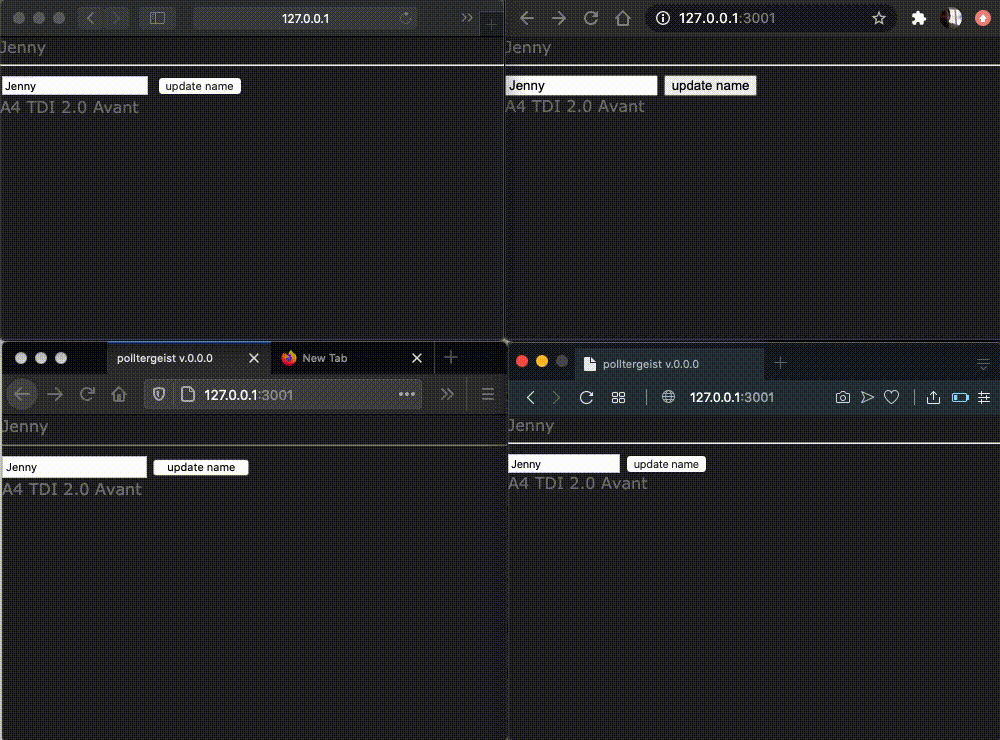 127.0.0.1
Jenny
Jenny update name
A4 TDI 2.0 Avant
127.0.0.1:3001
Jenny
Jenny update name
A4 TDI 2.0 Avant
polltergeist v.0.0.0 New Tab
127.0.0.1:3001
Jenny
Jenny update name
A4 TDI 2.0 Avant
polltergeist v.0.0.0
127.0.0.1:3001
Jenny
Jenny update name
A4 TDI 2.0 Avant